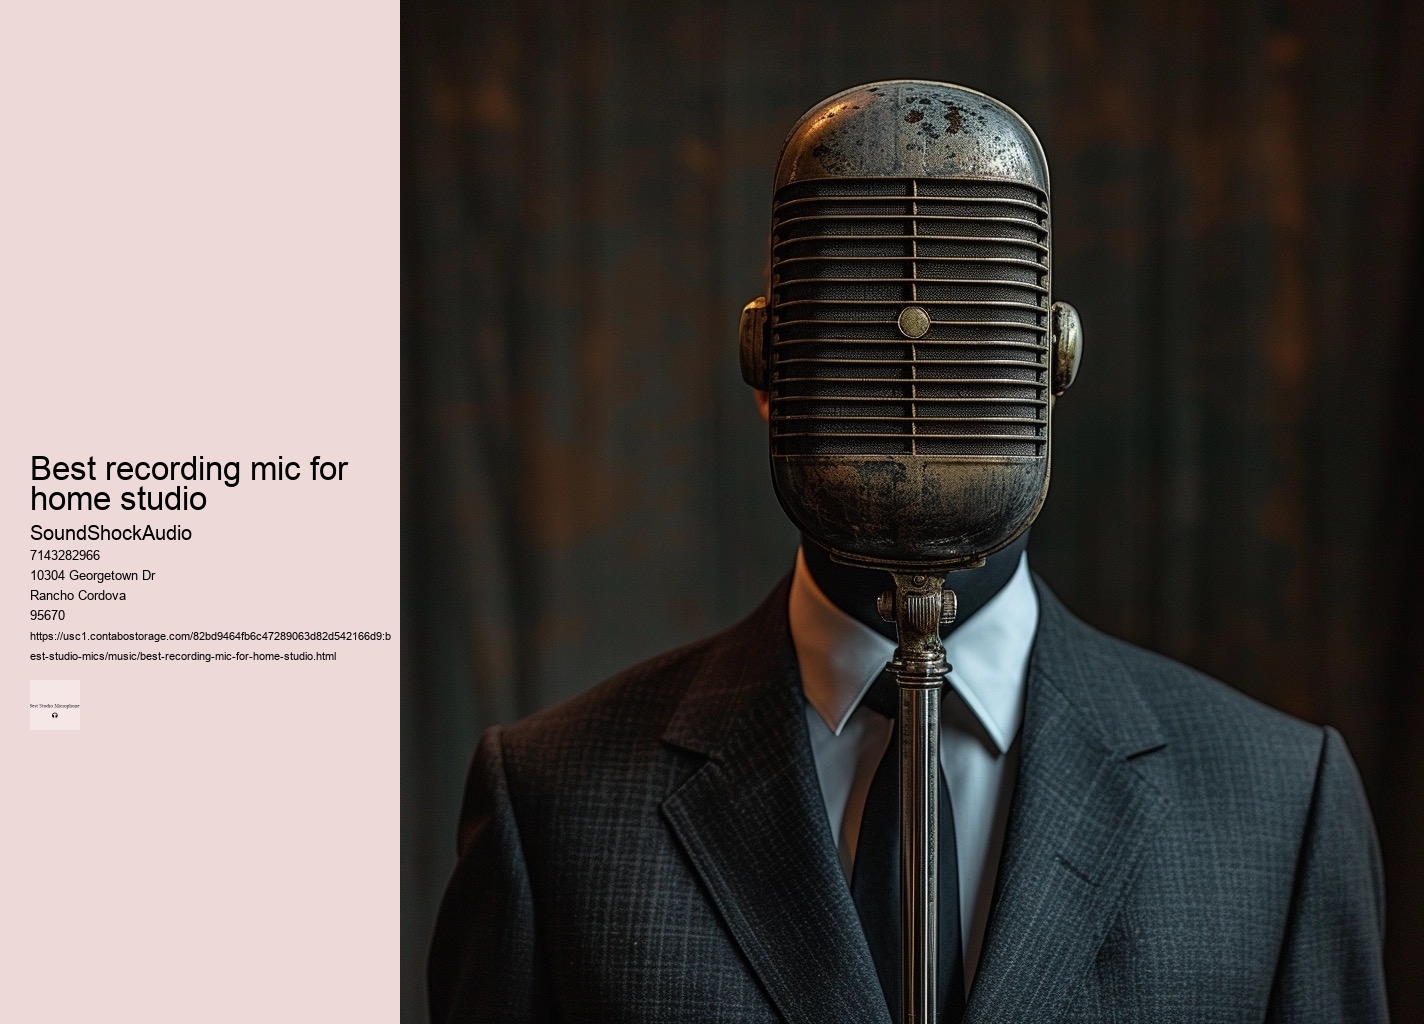 Best recording mic for
home studio
SoundShockAudio
7143282966
10304 Georgetown Dr
Rancho Cordova
95670
https://usc1.contabostorage.com/82bd9464fb6c47289063d82d542166d9:b
est-studio-mics/music/best-recording-mic-for-home-studio.html
Best Studio Microphone